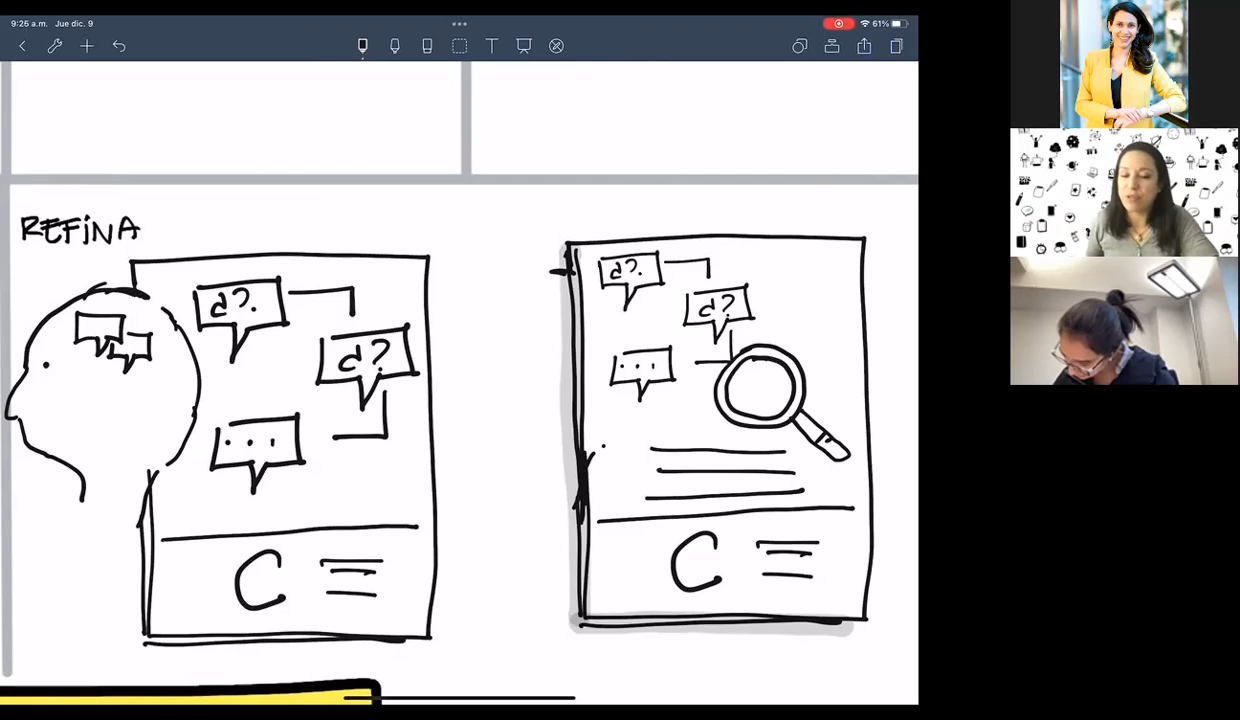 9:25 a.m. Jue dic. 9
61%
T
REFINA
¿?.
¿?
...
C
¿?.
¿?
...
C